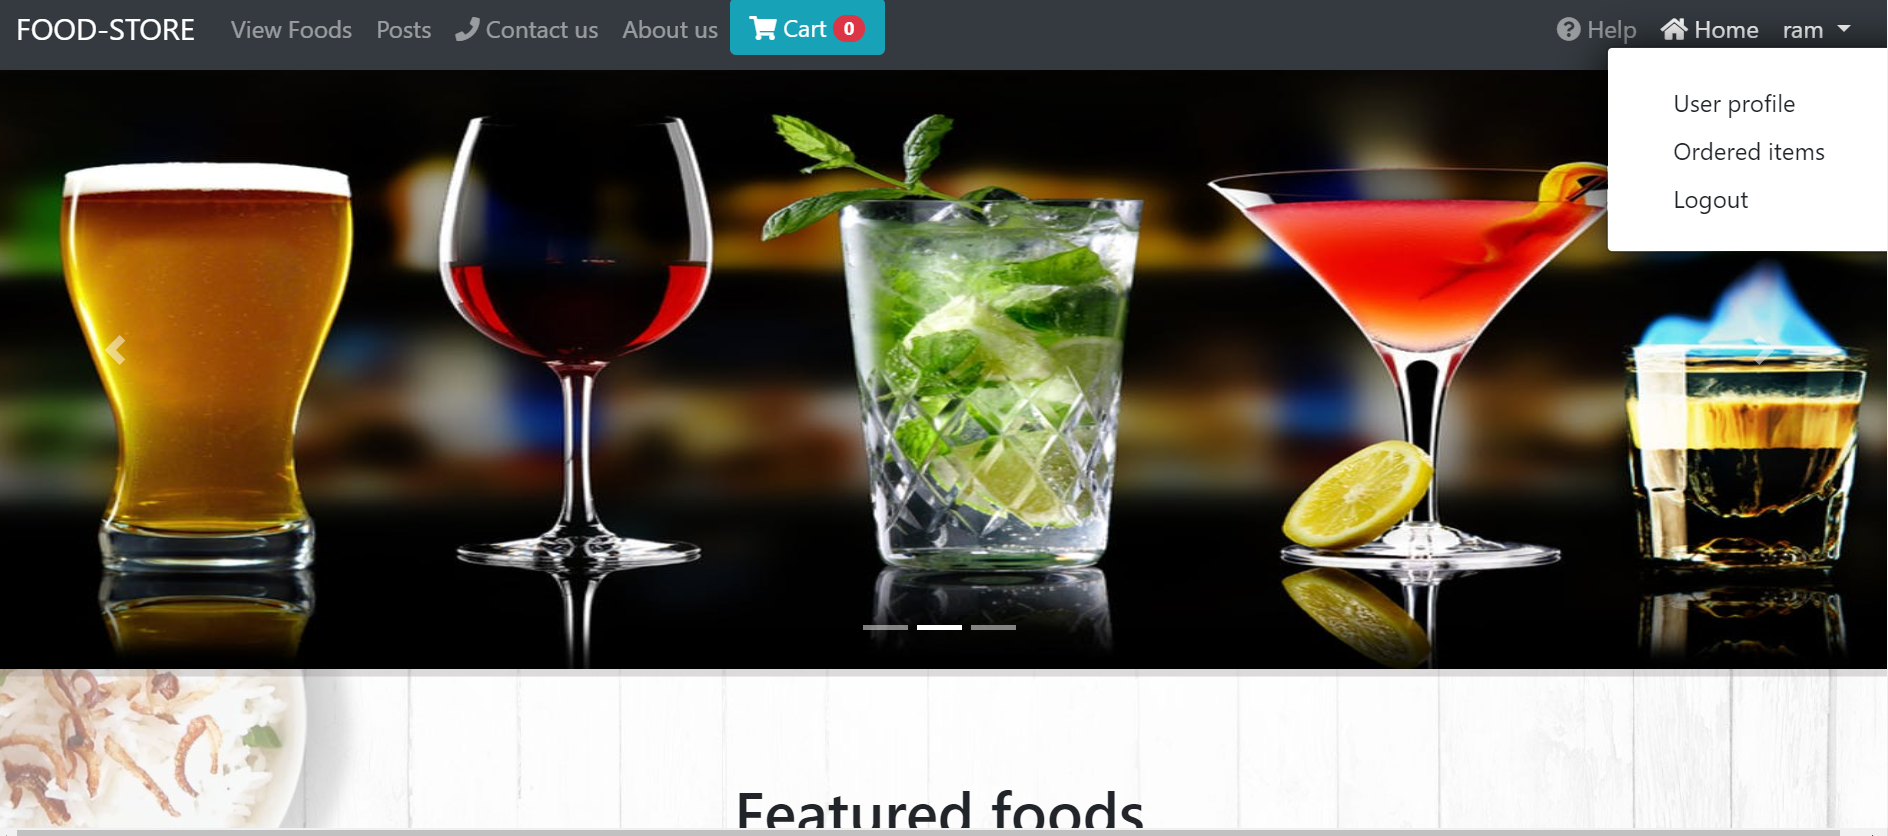 FOOD-STORE View Foods Posts Contact us About us Cart 0 Help Home ram
User profile
Ordered items
Logout
Featured foods